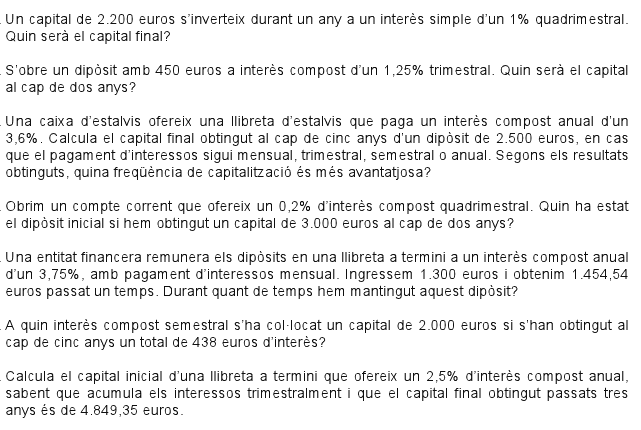 . Un capital de 2.200 euros s'inverteix durant un any a un interès simple d'un 1% quadrimestral.
Quin serà el capital final?
. S'obre un dipòsit amb 450 euros a interès compost d'un 1,25% trimestral. Quin serà el capital
al cap de dos anys?
. Una caixa d'estalvis ofereix una llibreta d'estalvis que paga un interès compost anual d'un
3,6%. Calcula el capital final obtingut al cap de cinc anys d'un dipòsit de 2.500 euros, en cas
que el pagament d'interessos sigui mensual, trimestral, semestral o anual. Segons els resultats
obtinguts, quina freqüència de capitalització és més avantatjosa?
. Obrim un compte corrent que ofereix un 0,2% d'interès compost quadrimestral. Quin ha estat
el dipòsit inicial si hem obtingut un capital de 3.000 euros al cap de dos anys?
. Una entitat financera remunera els dipòsits en una llibreta a termini a un interès compost anual
d'un 3,75%, amb pagament d'interessos mensual. Ingressem 1.300 euros i obtenim 1.454,54
euros passat un temps. Durant quant de temps hem mantingut aquest dipòsit?
. A quin interès compost semestral s'ha col·locat un capital de 2.000 euros si s'han obtingut al
cap de cinc anys un total de 438 euros d'interès?
. Calcula el capital inicial d'una llibreta a termini que ofereix un 2,5% d'interès compost anual,
sabent que acumula els interessos trimestralment i que el capital final obtingut passats tres
anys és de 4.849,35 euros.